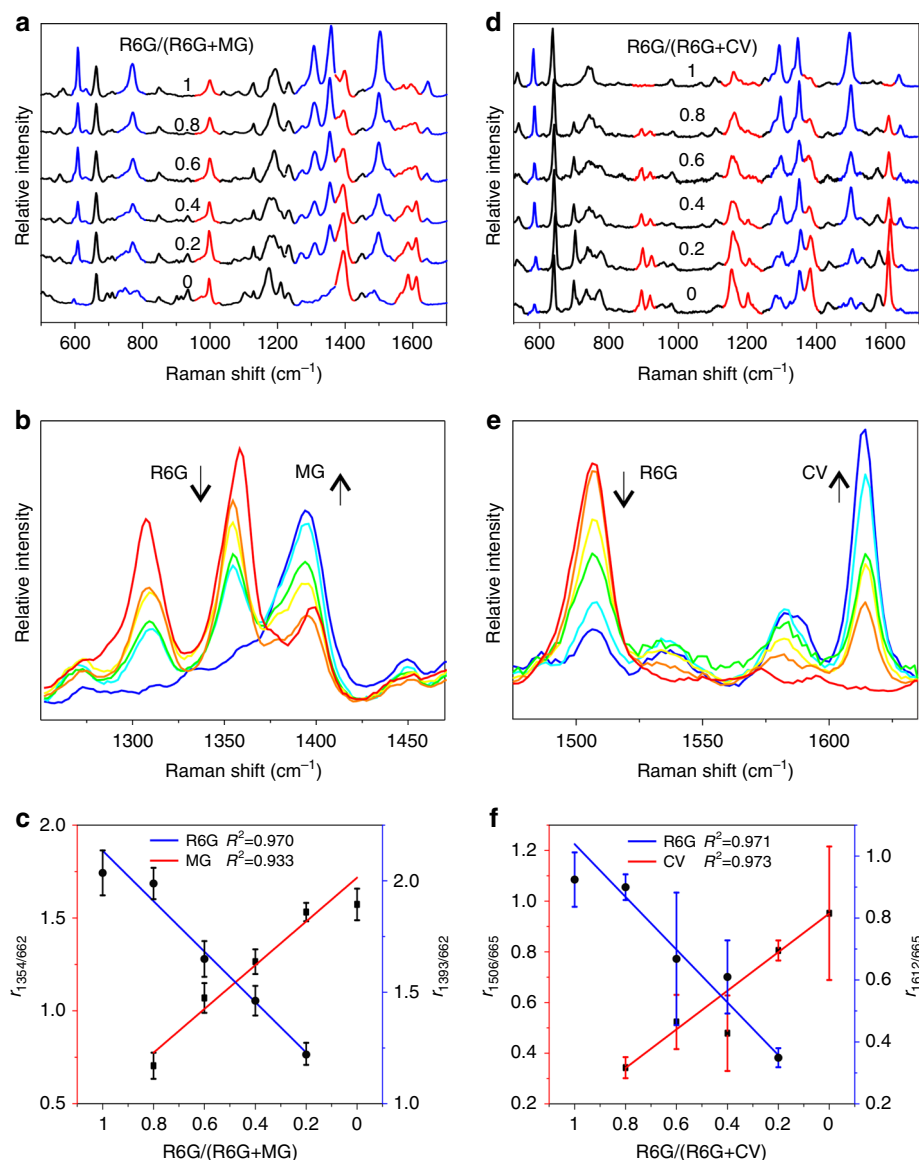 a
R6G/(R6G+MG)
1
0.8
0.6
0.4
0.2
0
Relative intensity
600 800 1000 1200 1400 1600
Raman shift (cm⁻¹)
d
R6G/(R6G+CV)
1
0.8
0.6
0.4
0.2
0
Relative intensity
600 800 1000 1200 1400 1600
Raman shift (cm⁻¹)
b
R6G
MG
Relative intensity
1300 1350 1400 1450
Raman shift (cm⁻¹)
e
R6G
CV
Relative intensity
1500 1550 1600
Raman shift (cm⁻¹)
c
R6G R²=0.970
MG R²=0.933
2.0
1.5
1.0
0.5
r1354/662
2.0
1.5
1.0
r1393/662
1 0.8 0.6 0.4 0.2 0
R6G/(R6G+MG)
f
R6G R²=0.971
CV R²=0.973
1.2
1.0
0.8
0.6
0.4
0.2
r1506/665
1.0
0.8
0.6
0.4
0.2
r1612/665
1 0.8 0.6 0.4 0.2 0
R6G/(R6G+CV)